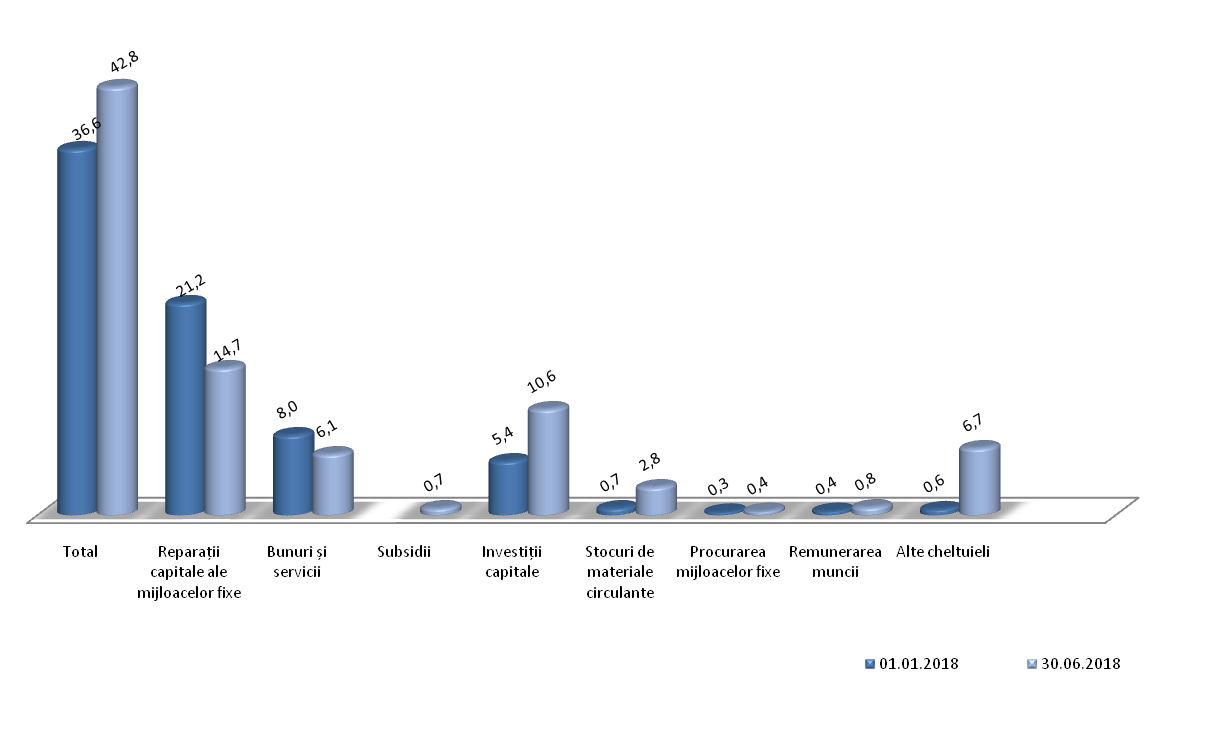 42,8
36,6
21,2
14,7
8,0
6,1
0,7
5,4
10,6
0,7
2,8
0,3
0,4
0,4
0,8
0,6
6,7
Total
Reparații
capitale ale
mijloacelor fixe
Bunuri și
servicii
Subsidii
Investiții
capitale
Stocuri de
materiale
circulante
Procurarea
mijloacelor fixe
Remunerarea
muncii
Alte cheltuieli
01.01.2018
30.06.2018